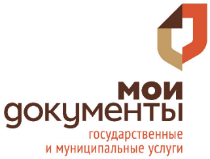 мои
документы
государственные
и муниципальные услуги